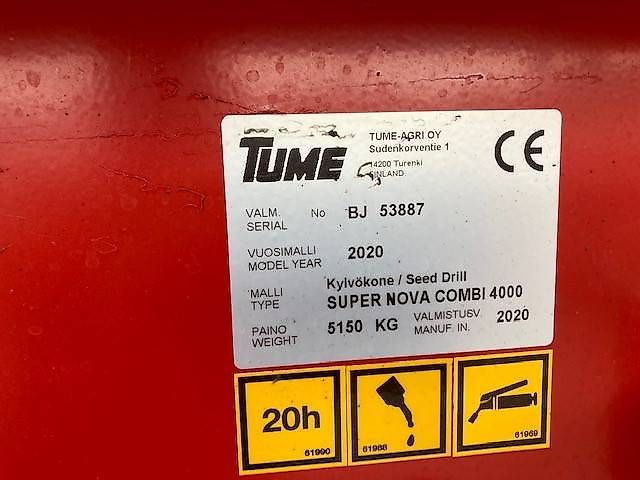 TUME
TUME-AGRI OY
Sudenkorventie 1
14200 Turenki
FINLAND
CE
VALM. No BJ 53887
SERIAL
VUOSIMALLI 2020
MODEL YEAR
MALLI Kylvökone / Seed Drill
TYPE SUPER NOVA COMBI 4000
PAINO 5150 KG VALMISTUSV. 2020
WEIGHT MANUF. IN.
20h
61990
61988
61969